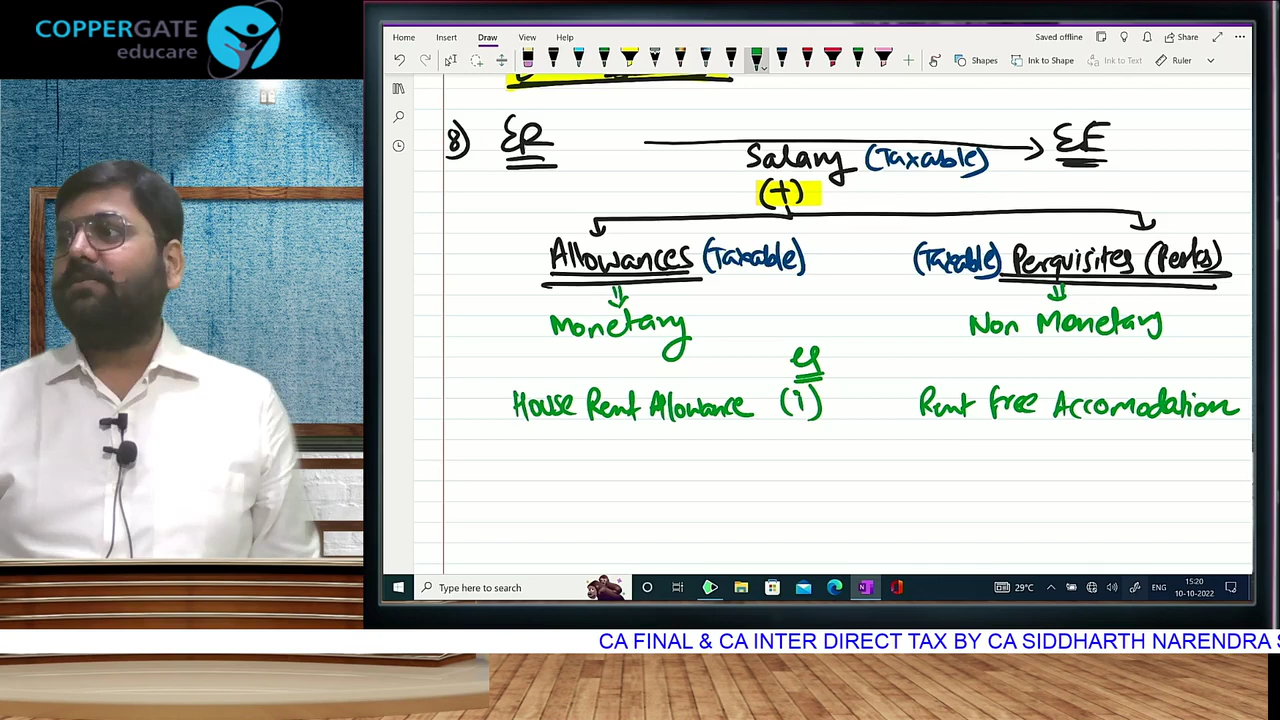 COPPERGATE
educare
Home Insert Draw View Help
Saved offline
Share
Shapes
Ink to Shape
Ink to Text
Ruler
8) ER
EE
Salary (Taxable)
(+)
Allowances (Taxable)
(Taxable) Perquisites (Perks)
Monetary
Non Monetary
eg
House Rent Allowance (i) Rent free Accomodation
Type here to search
29°C
ENG
15:20
10-10-2022
CA FINAL & CA INTER DIRECT TAX BY CA SIDDHARTH NARENDRA S